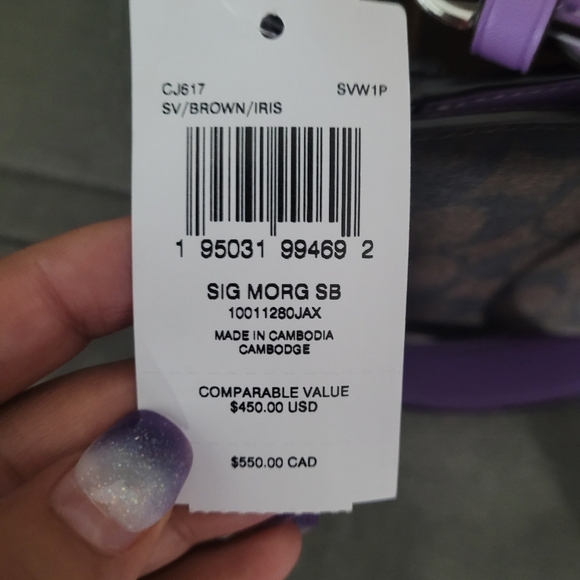 CJ617 SVW1P
SV/BROWN/IRIS
1 95031 99469 2
SIG MORG SB
10011280JAX
MADE IN CAMBODIA
CAMBODGE
COMPARABLE VALUE
$450.00 USD
$550.00 CAD